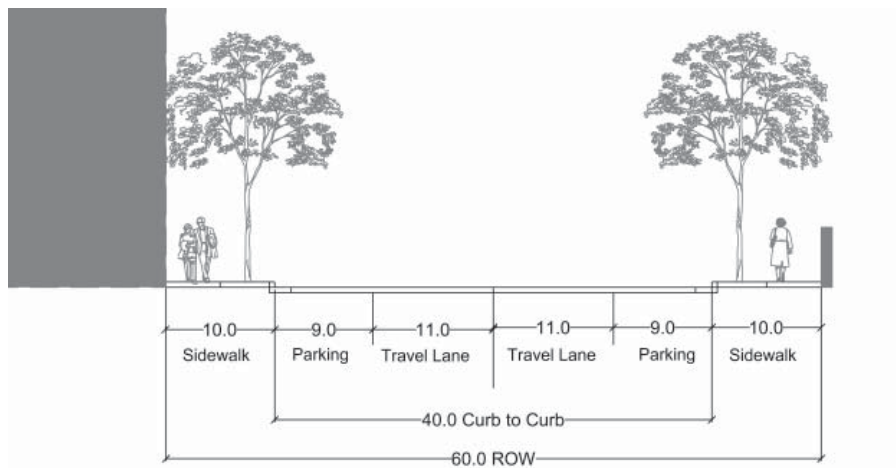 10.0 9.0 11.0 11.0 9.0 10.0
Sidewalk Parking Travel Lane Travel Lane Parking Sidewalk
40.0 Curb to Curb
60.0 ROW